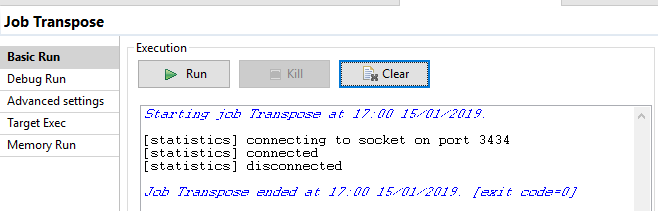 Job Transpose
Basic Run
Debug Run
Advanced settings
Target Exec
Memory Run
Execution
Run
Kill
Clear
Starting job Transpose at 17:00 15/01/2019.
[statistics] connecting to socket on port 3434
[statistics] connected
[statistics] disconnected
Job Transpose ended at 17:00 15/01/2019. [exit code=0]